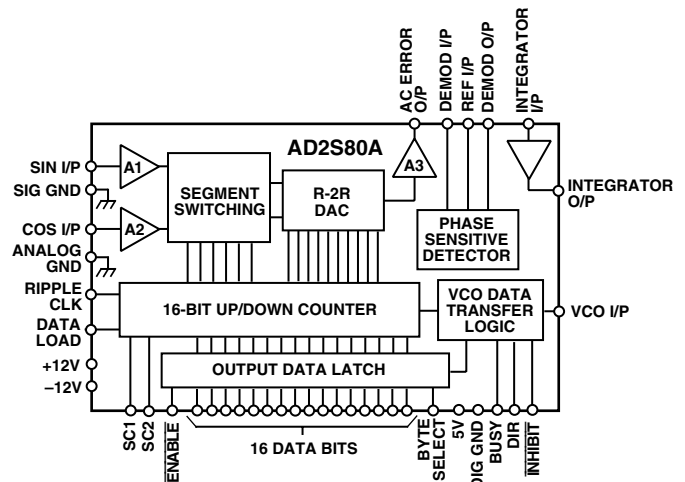 AC ERROR
O/P
DEMOD I/P
REF I/P
DEMOD O/P
INTEGRATOR
I/P
AD2S80A
SIN I/P
A1
SIG GND
SEGMENT
SWITCHING
R-2R
DAC
A3
INTEGRATOR
O/P
COS I/P
A2
PHASE
SENSITIVE
DETECTOR
ANALOG
GND
RIPPLE
CLK
16-BIT UP/DOWN COUNTER
VCO DATA
TRANSFER
LOGIC
VCO I/P
DATA
LOAD
+12V
OUTPUT DATA LATCH
–12V
SC1
SC2
ENABLE
16 DATA BITS
BYTE
SELECT
5V
DIG GND
BUSY
DIR
INHIBIT